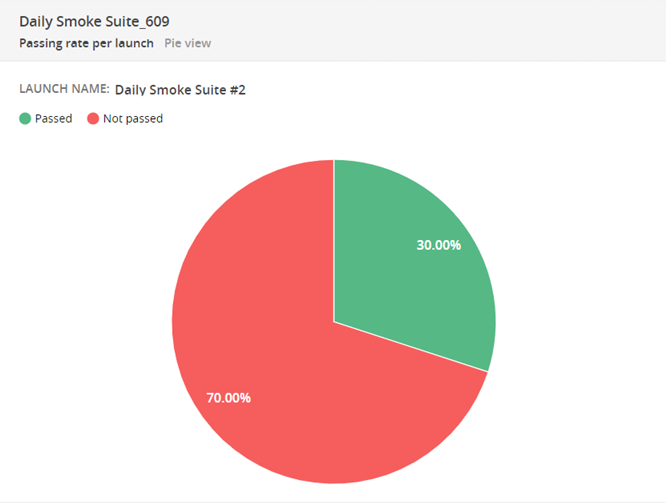 Daily Smoke Suite_609
Passing rate per launch Pie view
LAUNCH NAME: Daily Smoke Suite #2
Passed Not passed
30.00%
70.00%